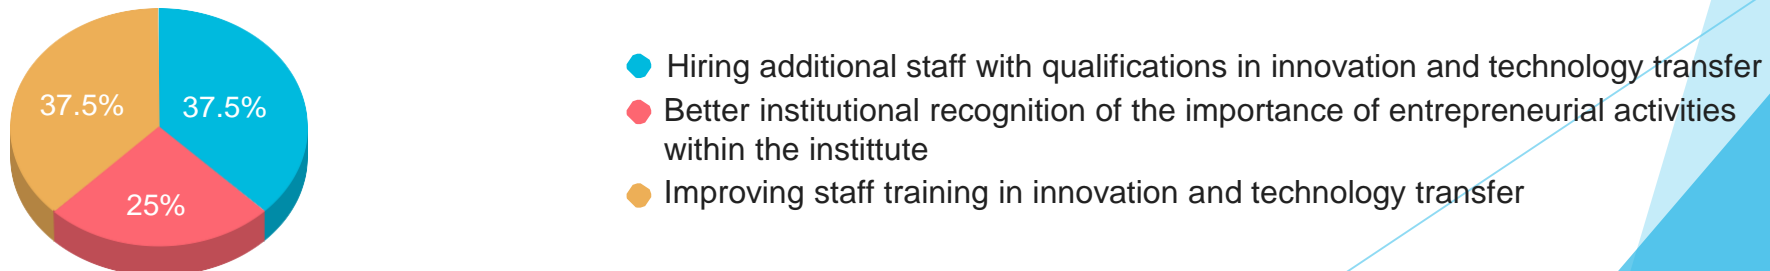 37.5%
37.5%
25%
Hiring additional staff with qualifications in innovation and technology transfer
Better institutional recognition of the importance of entrepreneurial activities
within the instittute
Improving staff training in innovation and technology transfer